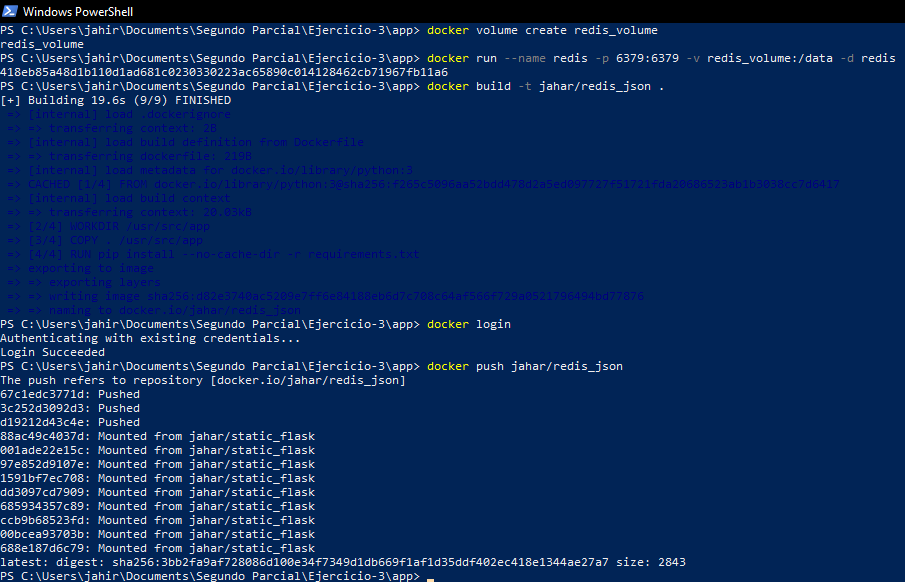 Windows PowerShell
PS C:\Users\jahir\Documents\Segundo Parcial\Ejercicio-3\app> docker volume create redis_volume
redis_volume
PS C:\Users\jahir\Documents\Segundo Parcial\Ejercicio-3\app> docker run --name redis -p 6379:6379 -v redis_volume:/data -d redis
418eb85a48d1b110d1ad681c0230330223ac65890c014128462cb71967fb11a6
PS C:\Users\jahir\Documents\Segundo Parcial\Ejercicio-3\app> docker build -t jahar/redis_json .
[+] Building 19.6s (9/9) FINISHED
=> [internal] load .dockerignore
=> => transferring context: 2B
=> [internal] load build definition from Dockerfile
=> => transferring dockerfile: 219B
=> [internal] load metadata for docker.io/library/python:3
=> CACHED [1/4] FROM docker.io/library/python:3@sha256:f265c5096aa52bdd478d2a5ed097727f51721fda20686523ab1b3038cc7d6417
=> [internal] load build context
=> => transferring context: 20.03kB
=> [2/4] WORKDIR /usr/src/app
=> [3/4] COPY . /usr/src/app
=> [4/4] RUN pip install --no-cache-dir -r requirements.txt
=> exporting to image
=> => exporting layers
=> => writing image sha256:d82e3740ac5209e7ff6e84188eb6d7c708c64af566f729a0521796494bd77876
=> => naming to docker.io/jahar/redis_json
PS C:\Users\jahir\Documents\Segundo Parcial\Ejercicio-3\app> docker login
Authenticating with existing credentials...
Login Succeeded
PS C:\Users\jahir\Documents\Segundo Parcial\Ejercicio-3\app> docker push jahar/redis_json
The push refers to repository [docker.io/jahar/redis_json]
67c1edc3771d: Pushed
3c252d3092d3: Pushed
d19212d43c4e: Pushed
88ac49c4037d: Mounted from jahar/static_flask
001ade22e15c: Mounted from jahar/static_flask
97e852d9107e: Mounted from jahar/static_flask
1591bf7ec708: Mounted from jahar/static_flask
dd3097cd7909: Mounted from jahar/static_flask
685934357c89: Mounted from jahar/static_flask
ccb9b68523fd: Mounted from jahar/static_flask
00bcea93703b: Mounted from jahar/static_flask
688e187d6c79: Mounted from jahar/static_flask
latest: digest: sha256:3bb2fa9af728086d100e34f7349d1db669f1af1d35ddf402ec418e1344ae27a7 size: 2843
PS C:\Users\jahir\Documents\Segundo Parcial\Ejercicio-3\app>